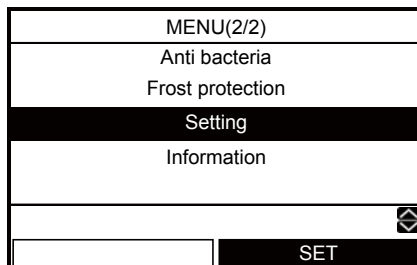 MENU(2/2)
Anti bacteria
Frost protection
Setting
Information
SET